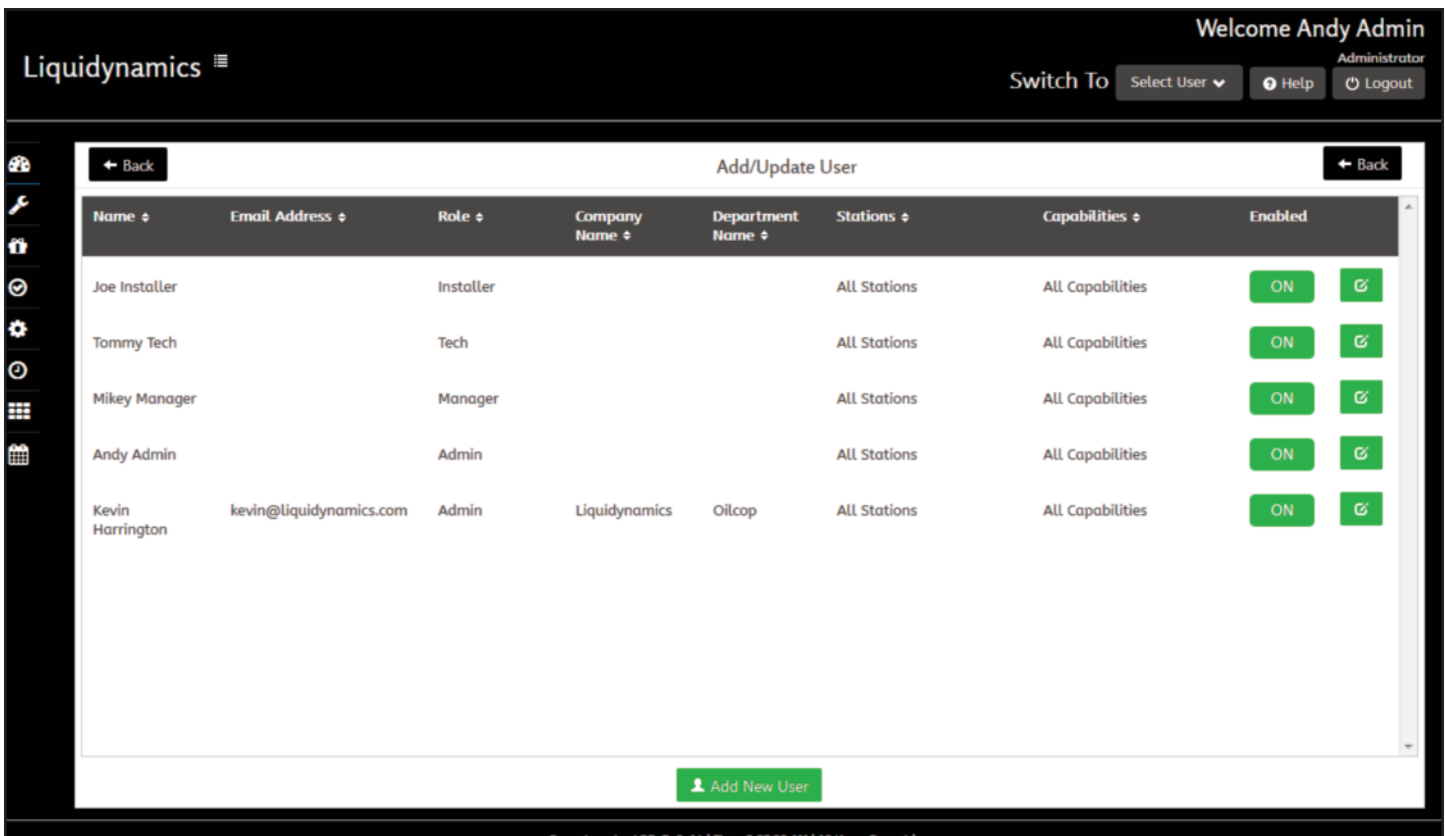 Welcome Andy Admin
Liquidynamics
Administrator
Switch To Select User Help Logout
Back Add/Update User Back
Name Email Address Role Company Name Department Name Stations Capabilities Enabled
Joe Installer Installer All Stations All Capabilities ON
Tommy Tech Tech All Stations All Capabilities ON
Mikey Manager Manager All Stations All Capabilities ON
Andy Admin Admin All Stations All Capabilities ON
Kevin Harrington kevin@liquidynamics.com Admin Liquidynamics Oilcop All Stations All Capabilities ON
Add New User